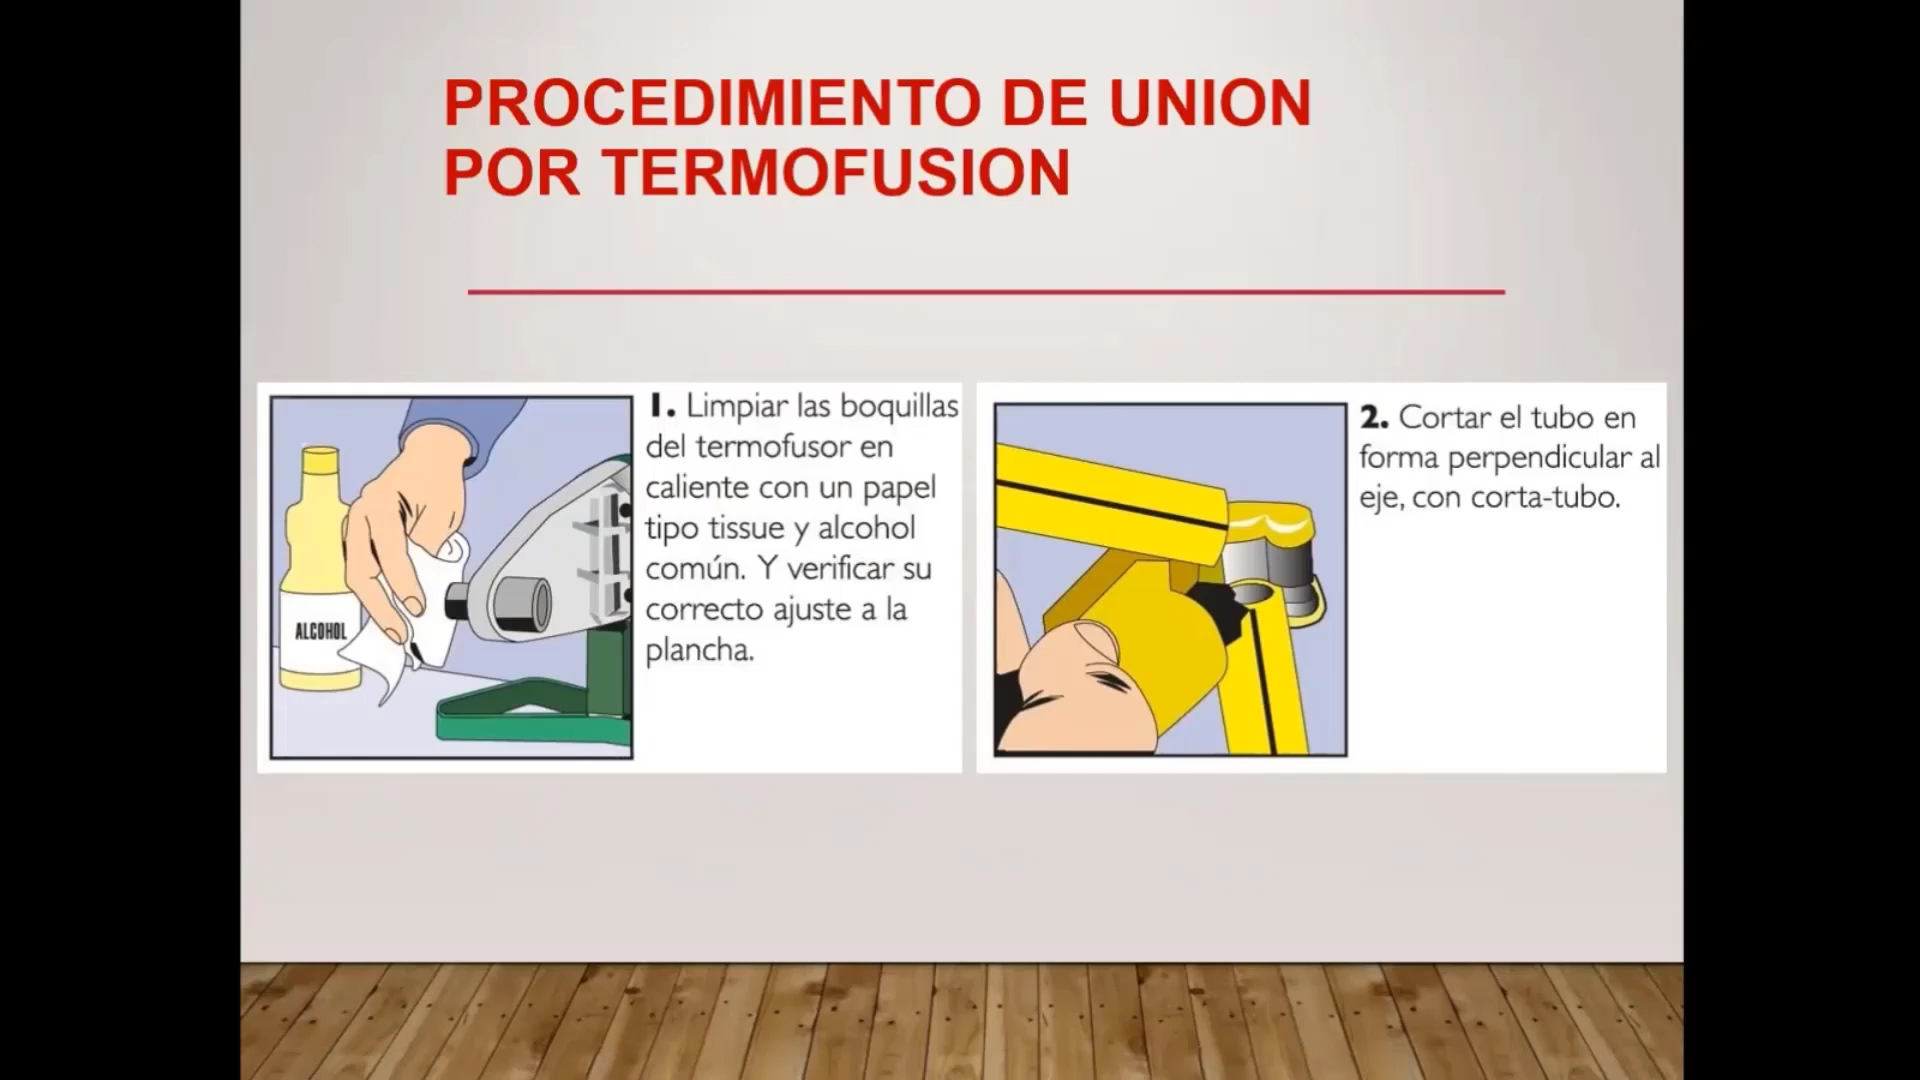 PROCEDIMIENTO DE UNION
POR TERMOFUSION
1. Limpiar las boquillas
del termofusor en
caliente con un papel
tipo tissue y alcohol
común. Y verificar su
correcto ajuste a la
plancha.
ALCOHOL
2. Cortar el tubo en
forma perpendicular al
eje, con corta-tubo.